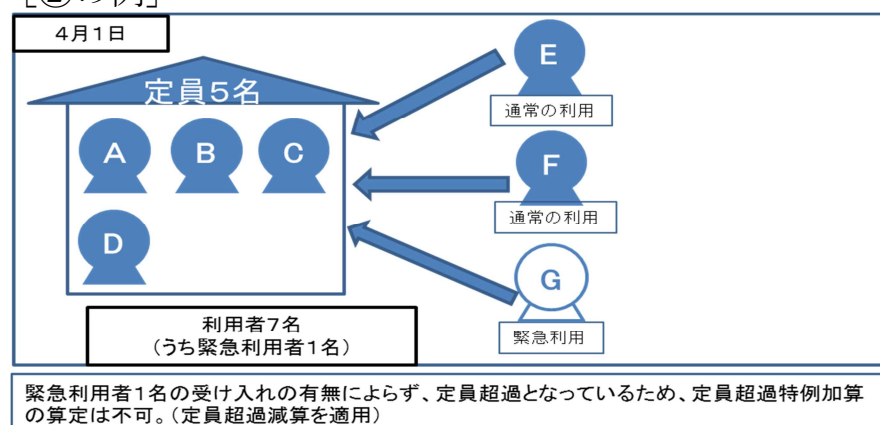 [②の例]
4月1日
定員5名
A B C
D
E
通常の利用
F
通常の利用
G
緊急利用
利用者7名
(うち緊急利用者1名)
緊急利用者1名の受け入れの有無によらず、定員超過となっているため、定員超過特例加算
の算定は不可。(定員超過減算を適用)